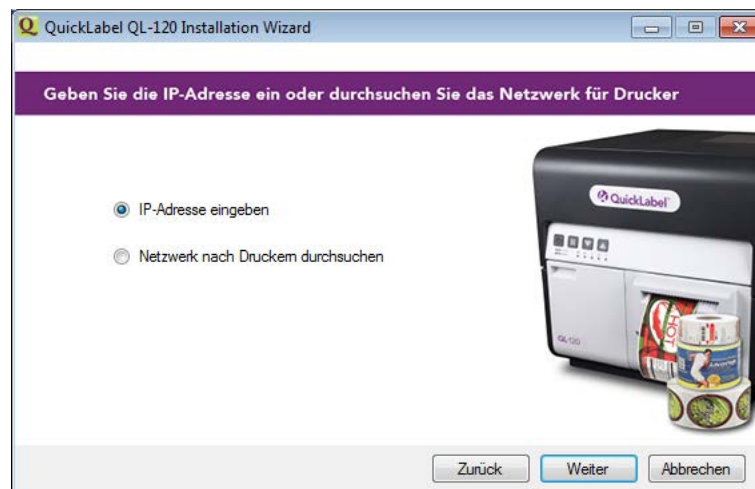 QuickLabel QL-120 Installation Wizard
Geben Sie die IP-Adresse ein oder durchsuchen Sie das Netzwerk für Drucker
IP-Adresse eingeben
Netzwerk nach Druckern durchsuchen
QuickLabel
QL-120
HOT
Zurück
Weiter
Abbrechen